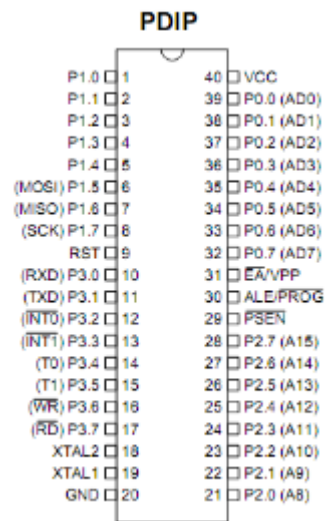 PDIP
P1.0 1 40 VCC
P1.1 2 39 P0.0 (AD0)
P1.2 3 38 P0.1 (AD1)
P1.3 4 37 P0.2 (AD2)
P1.4 5 36 P0.3 (AD3)
(MOSI) P1.5 6 35 P0.4 (AD4)
(MISO) P1.6 7 34 P0.5 (AD5)
(SCK) P1.7 8 33 P0.6 (AD6)
RST 9 32 P0.7 (AD7)
(RXD) P3.0 10 31 E̅A̅/VPP
(TXD) P3.1 11 30 ALE/P̅R̅O̅G̅
(I̅N̅T̅0̅) P3.2 12 29 P̅S̅E̅N̅
(I̅N̅T̅1̅) P3.3 13 28 P2.7 (A15)
(T0) P3.4 14 27 P2.6 (A14)
(T1) P3.5 15 26 P2.5 (A13)
(W̅R̅) P3.6 16 25 P2.4 (A12)
(R̅D̅) P3.7 17 24 P2.3 (A11)
XTAL2 18 23 P2.2 (A10)
XTAL1 19 22 P2.1 (A9)
GND 20 21 P2.0 (A8)